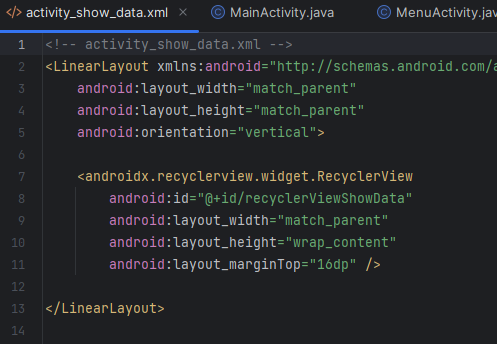 </> activity_show_data.xml × © MainActivity.java © MenuActivity.jav
1 <!-- activity_show_data.xml -->
2 <LinearLayout xmlns:android="http://schemas.android.com/a
3 android:layout_width="match_parent"
4 android:layout_height="match_parent"
5 android:orientation="vertical">
6
7 <androidx.recyclerview.widget.RecyclerView
8 android:id="@+id/recyclerViewShowData"
9 android:layout_width="match_parent"
10 android:layout_height="wrap_content"
11 android:layout_marginTop="16dp" />
12
13 </LinearLayout>
14